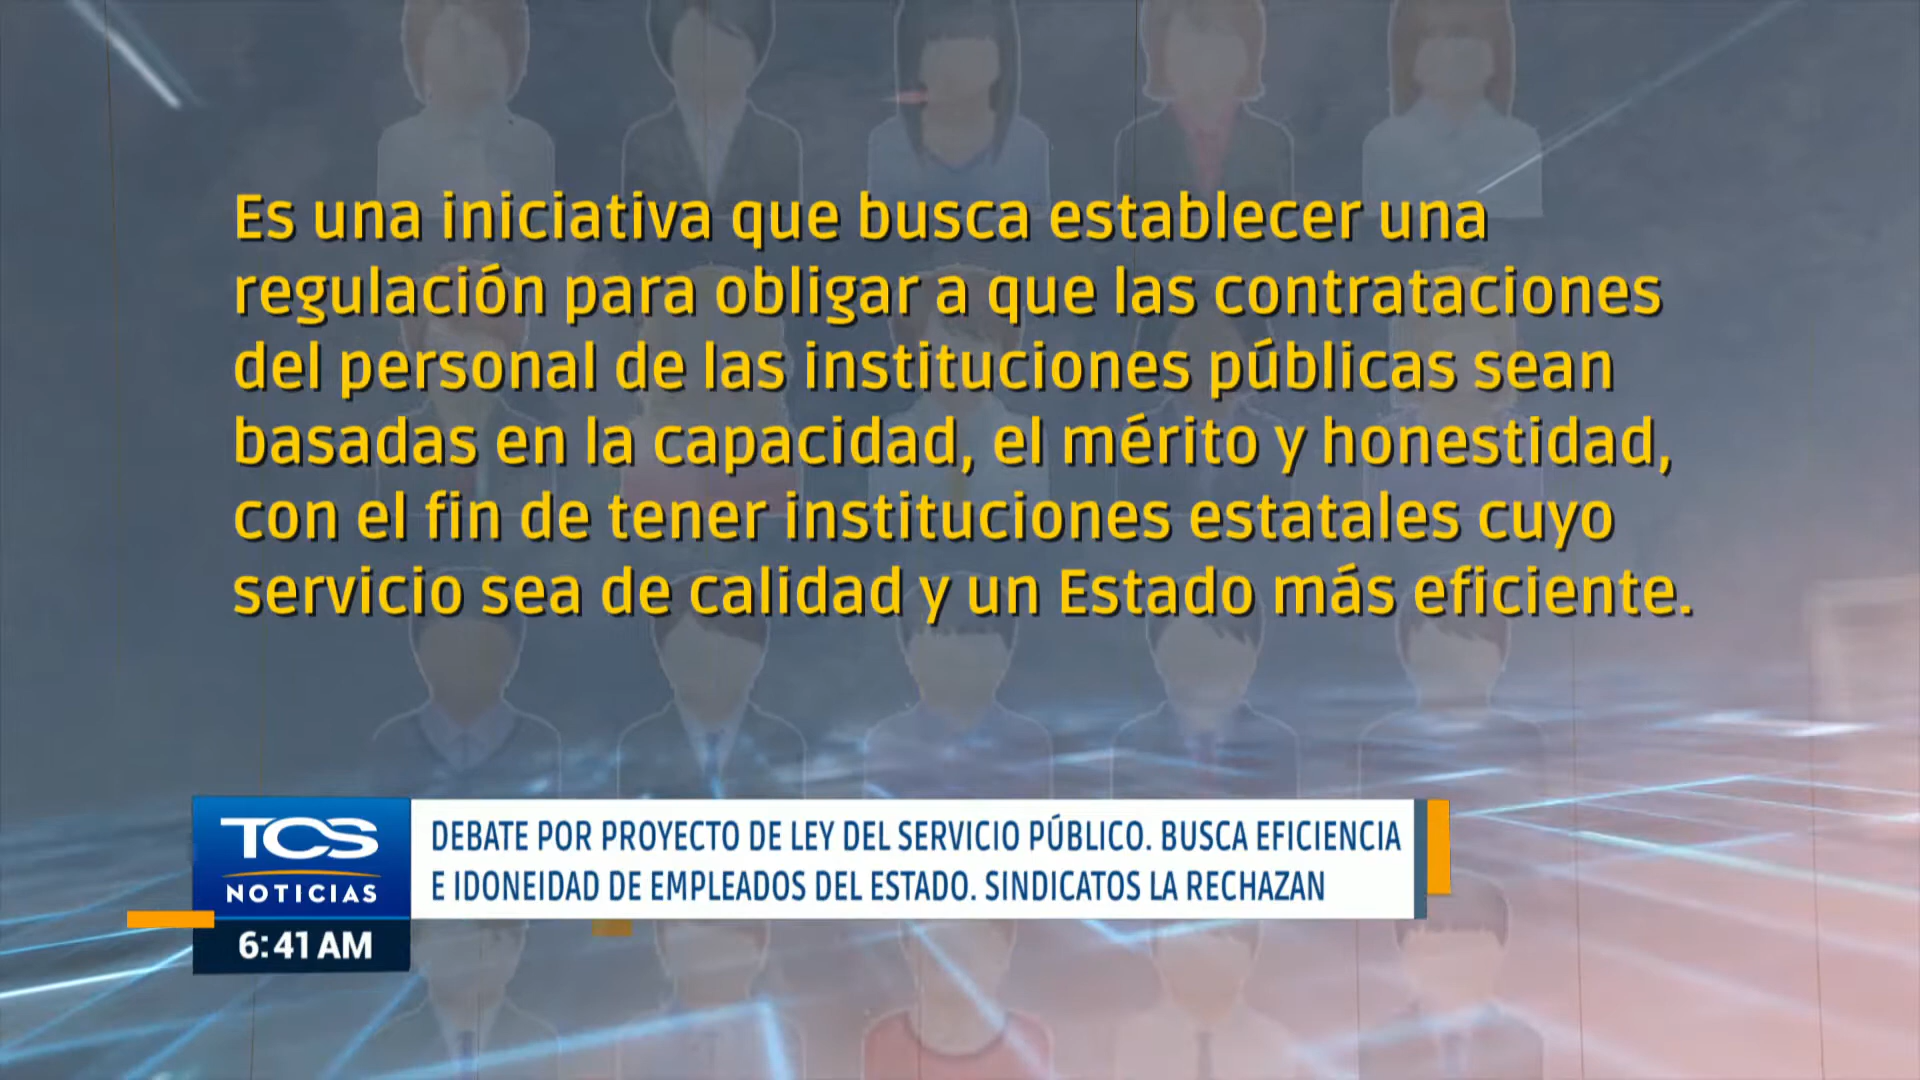 Es una iniciativa que busca establecer una
regulación para obligar a que las contrataciones
del personal de las instituciones públicas sean
basadas en la capacidad, el mérito y honestidad,
con el fin de tener instituciones estatales cuyo
servicio sea de calidad y un Estado más eficiente.
TCS
NOTICIAS
6:41 AM
DEBATE POR PROYECTO DE LEY DEL SERVICIO PÚBLICO. BUSCA EFICIENCIA
E IDONEIDAD DE EMPLEADOS DEL ESTADO. SINDICATOS LA RECHAZAN